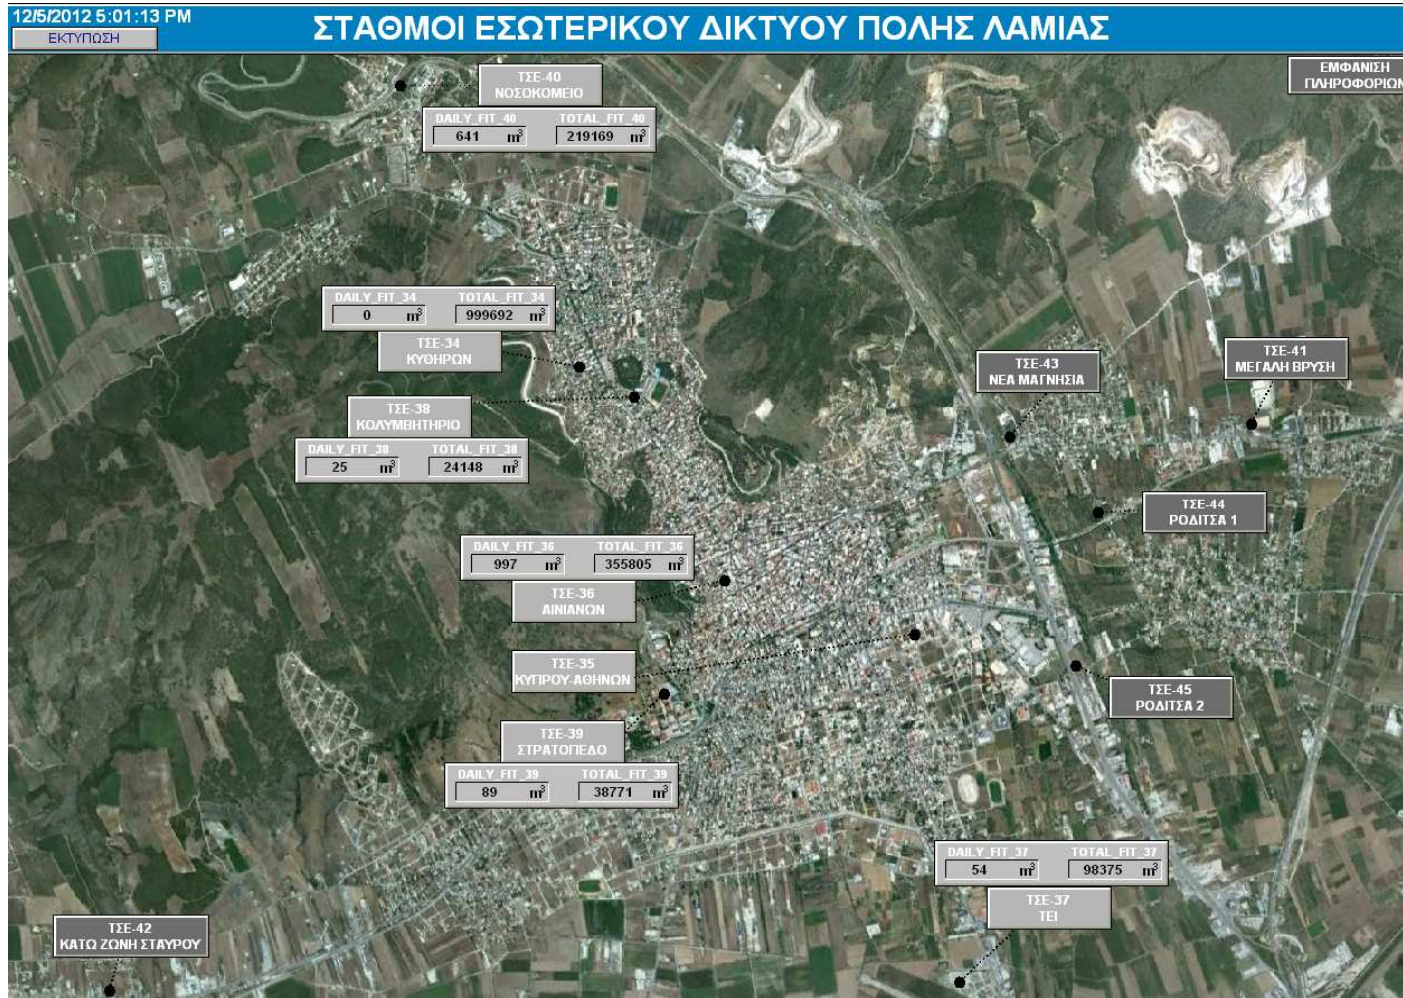 12/5/2012 5:01:13 PM
ΕΚΤΥΠΩΣΗ
ΣΤΑΘΜΟΙ ΕΣΩΤΕΡΙΚΟΥ ΔΙΚΤΥΟΥ ΠΟΛΗΣ ΛΑΜΙΑΣ
ΕΜΦΑΝΙΣΗ
ΠΛΗΡΟΦΟΡΙΩΝ
ΤΣΕ-40
ΝΟΣΟΚΟΜΕΙΟ
DAILY_FIT_40 TOTAL_FIT_40
641 m³ 219169 m³
DAILY_FIT_34 TOTAL_FIT_34
0 m³ 999692 m³
ΤΣΕ-34
ΚΥΘΗΡΩΝ
ΤΣΕ-43
ΝΕΑ ΜΑΓΝΗΣΙΑ
ΤΣΕ-41
ΜΕΓΑΛΗ ΒΡΥΣΗ
ΤΣΕ-38
ΚΟΛΥΜΒΗΤΗΡΙΟ
DAILY_FIT_38 TOTAL_FIT_38
25 m³ 24148 m³
ΤΣΕ-44
ΡΟΔΙΤΣΑ 1
DAILY_FIT_36 TOTAL_FIT_36
997 m³ 355805 m³
ΤΣΕ-36
ΑΙΝΙΑΝΩΝ
ΤΣΕ-35
ΚΥΠΡΟΥ-ΑΘΗΝΩΝ
ΤΣΕ-45
ΡΟΔΙΤΣΑ 2
ΤΣΕ-39
ΣΤΡΑΤΟΠΕΔΟ
DAILY_FIT_39 TOTAL_FIT_39
89 m³ 38771 m³
DAILY_FIT_37 TOTAL_FIT_37
54 m³ 98375 m³
ΤΣΕ-37
ΤΕΙ
ΤΣΕ-42
ΚΑΤΩ ΖΩΝΗ ΣΤΑΥΡΟΥ